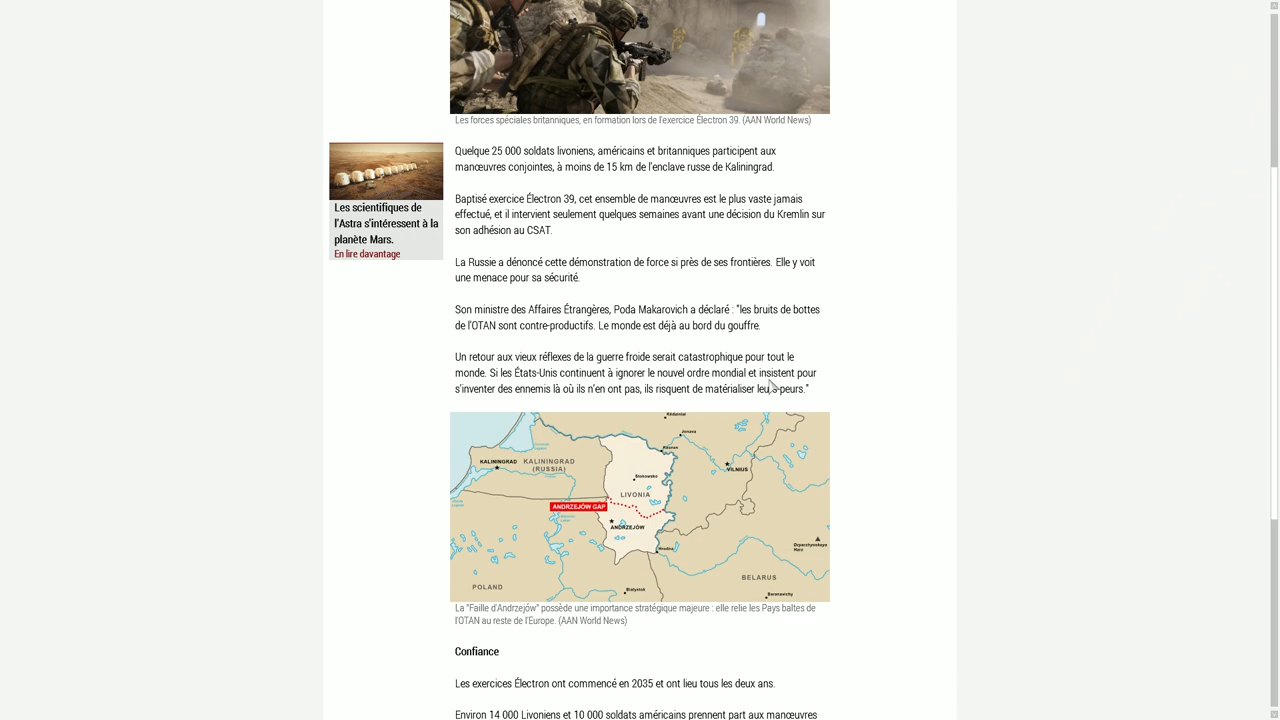 Les forces spéciales britanniques, en formation lors de l'exercice Électron 39. (AAN World News)
Les scientifiques de
l'Astra s'intéressent à la
planète Mars.
En lire davantage
Quelque 25 000 soldats livoniens, américains et britanniques participent aux
manœuvres conjointes, à moins de 15 km de l'enclave russe de Kaliningrad.
Baptisé exercice Électron 39, cet ensemble de manœuvres est le plus vaste jamais
effectué, et il intervient seulement quelques semaines avant une décision du Kremlin sur
son adhésion au CSAT.
La Russie a dénoncé cette démonstration de force si près de ses frontières. Elle y voit
une menace pour sa sécurité.
Son ministre des Affaires Étrangères, Poda Makarovich a déclaré : "les bruits de bottes
de l'OTAN sont contre-productifs. Le monde est déjà au bord du gouffre.
Un retour aux vieux réflexes de la guerre froide serait catastrophique pour tout le
monde. Si les États-Unis continuent à ignorer le nouvel ordre mondial et insistent pour
s'inventer des ennemis là où ils n'en ont pas, ils risquent de matérialiser leurs peurs."
Kėdainiai
Jonava
Kaunas
KALININGRAD
KALININGRAD
(RUSSIA)
VILNIUS
LIVONIA
ANDRZEJÓW GAP
ANDRZEJÓW
Hrodna
BELARUS
POLAND
Białystok
Baranavichy
La "Faille d'Andrzejów" possède une importance stratégique majeure : elle relie les Pays baltes de
l'OTAN au reste de l'Europe. (AAN World News)
Confiance
Les exercices Électron ont commencé en 2035 et ont lieu tous les deux ans.
Environ 14 000 Livoniens et 10 000 soldats américains prennent part aux manœuvres